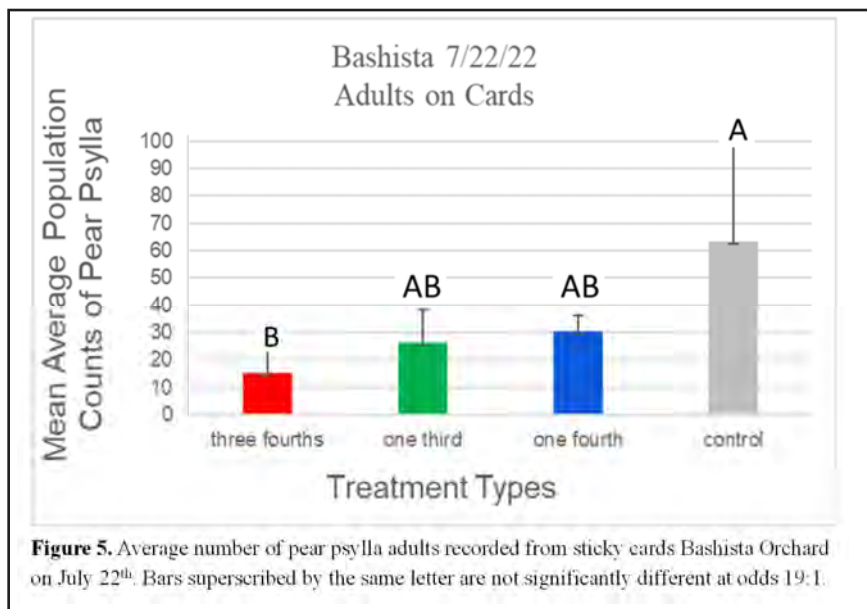 Bashista 7/22/22
Adults on Cards
Mean Average Population
Counts of Pear Psylla
100
90
80
70
60
50
40
30
20
10
0
B
AB
AB
A
three fourths
one third
one fourth
control
Treatment Types
Figure 5. Average number of pear psylla adults recorded from sticky cards Bashista Orchard
on July 22th. Bars superscribed by the same letter are not significantly different at odds 19:1.